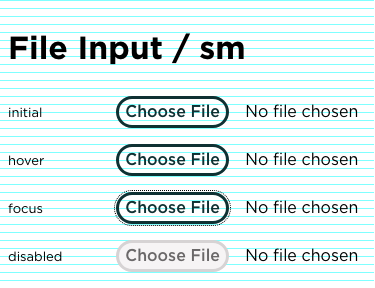 File Input / sm
initial Choose File No file chosen
hover Choose File No file chosen
focus Choose File No file chosen
disabled Choose File No file chosen